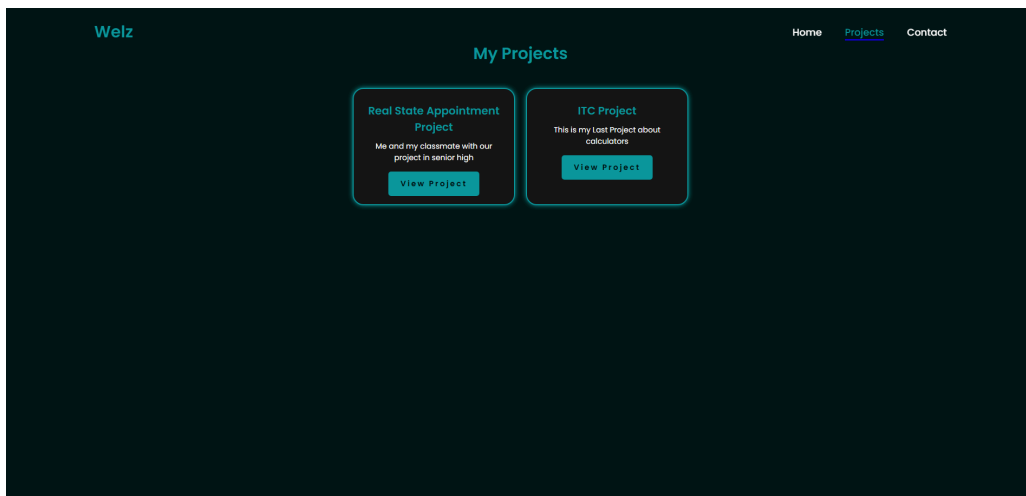 Welz
Home Projects Contact
My Projects
Real State Appointment
Project
Me and my classmate with our
project in senior high
View Project
ITC Project
This is my Last Project about
calculators
View Project